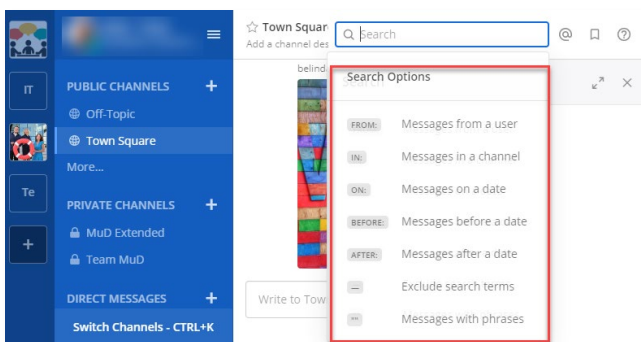 ☆ Town Squar
Add a channel des
Search
@
IT
PUBLIC CHANNELS +
Off-Topic
Town Square
More...
Te
PRIVATE CHANNELS +
+
MuD Extended
Team MuD
DIRECT MESSAGES +
Switch Channels - CTRL+K
belind
Search Options
FROM: Messages from a user
IN: Messages in a channel
ON: Messages on a date
BEFORE: Messages before a date
AFTER: Messages after a date
— Exclude search terms
"" Messages with phrases
Write to Tow